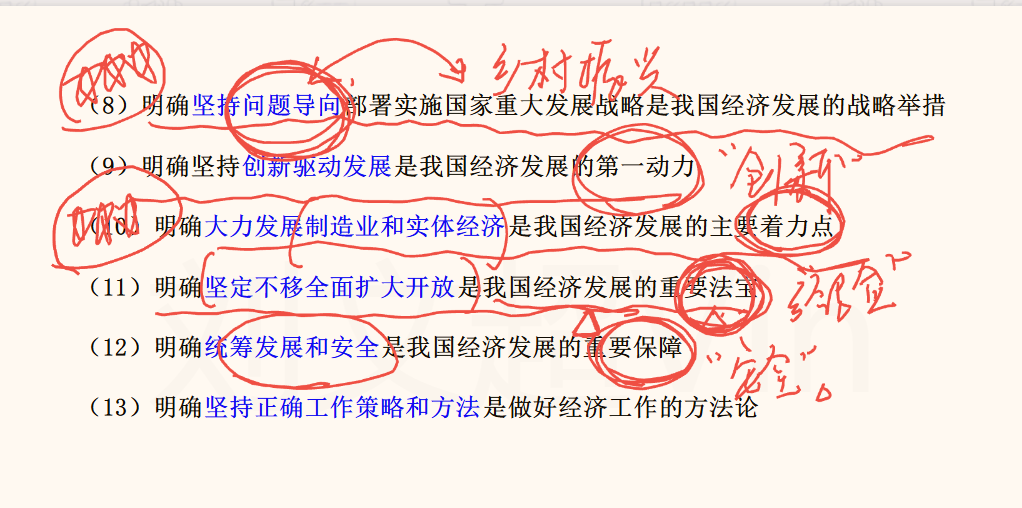 乡村振兴
（8）明确坚持问题导向部署实施国家重大发展战略是我国经济发展的战略举措
（9）明确坚持创新驱动发展是我国经济发展的第一动力
"创新"
（10）明确大力发展制造业和实体经济是我国经济发展的主要着力点
（11）明确坚定不移全面扩大开放是我国经济发展的重要法宝
（12）明确统筹发展和安全是我国经济发展的重要保障
"安全"
（13）明确坚持正确工作策略和方法是做好经济工作的方法论